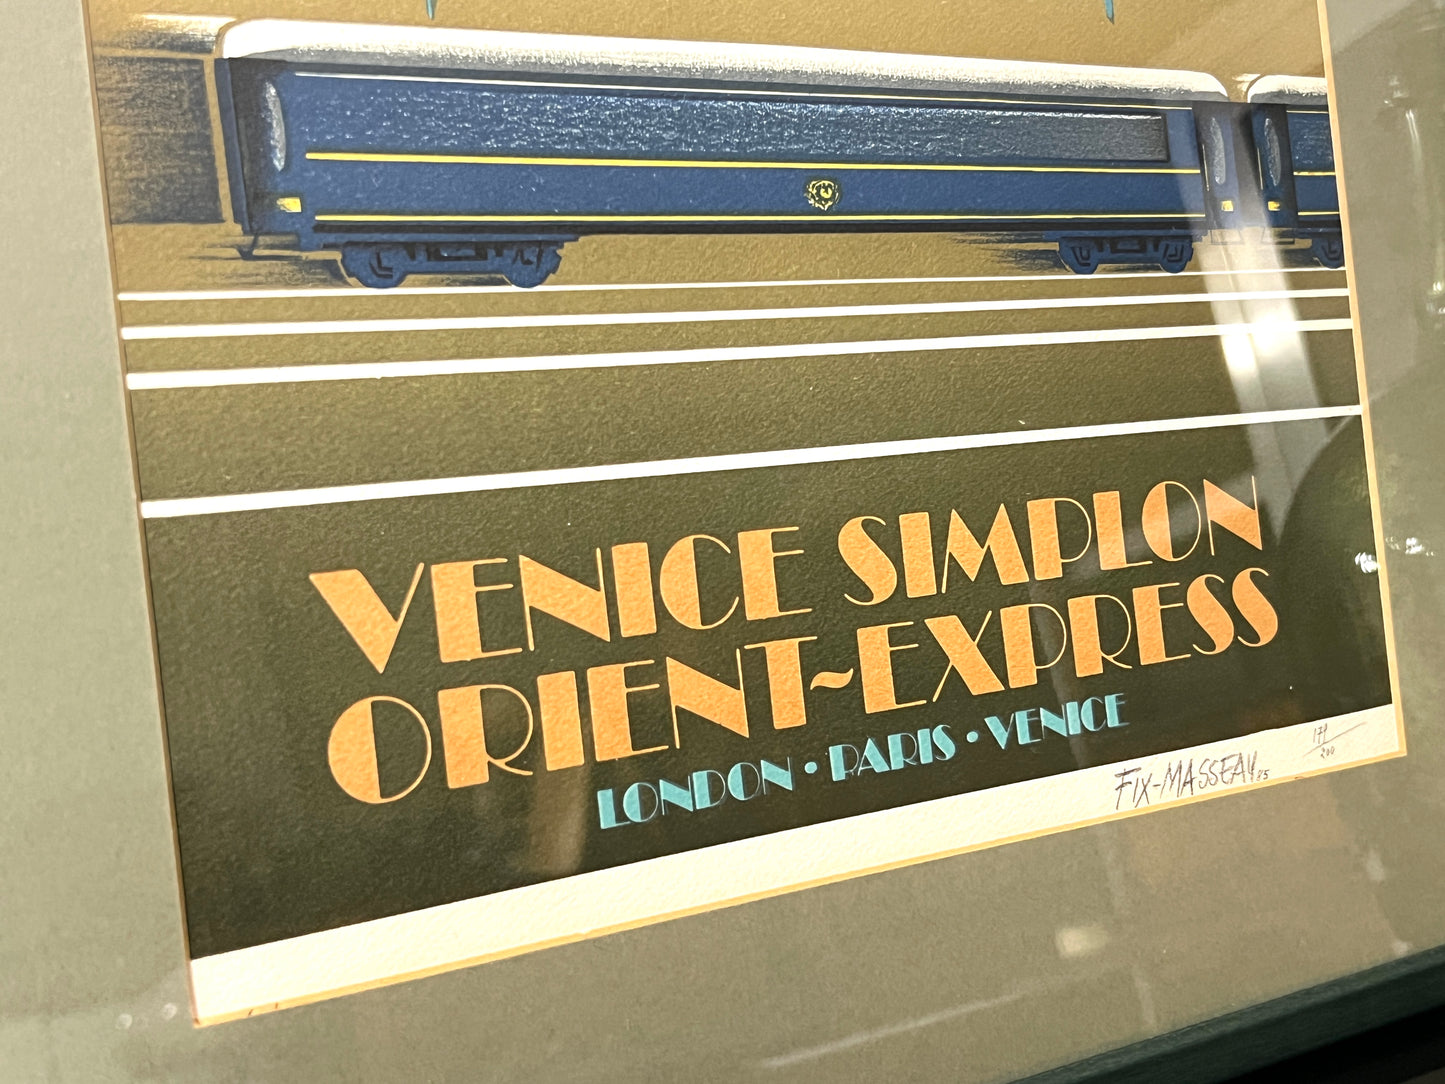 VENICE SIMPLON
ORIENT-EXPRESS
LONDON • PARIS • VENICE
FIX-MASSEAU 85
171/200